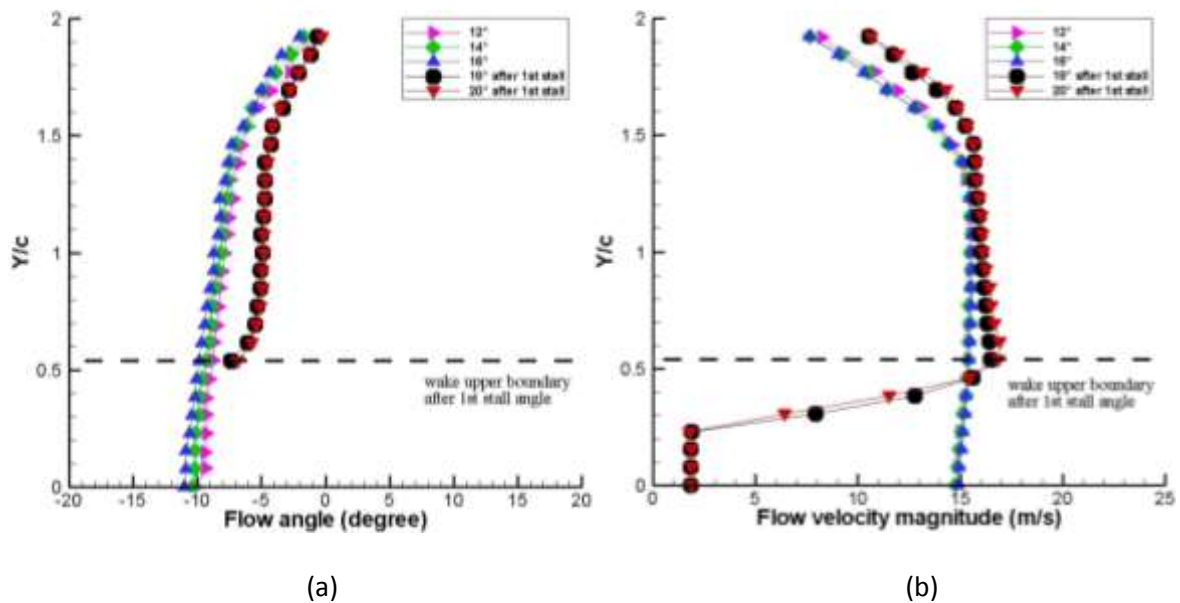 2
1.5
1
0.5
0
Y/c
12°
14°
16°
19° after 1st stall
20° after 1st stall
wake upper boundary
after 1st stall angle
-20 -15 -10 -5 0 5 10 15 20
Flow angle (degree)
(a)
2
1.5
1
0.5
0
Y/c
12°
14°
16°
19° after 1st stall
20° after 1st stall
wake upper boundary
after 1st stall angle
0 5 10 15 20 25
Flow velocity magnitude (m/s)
(b)